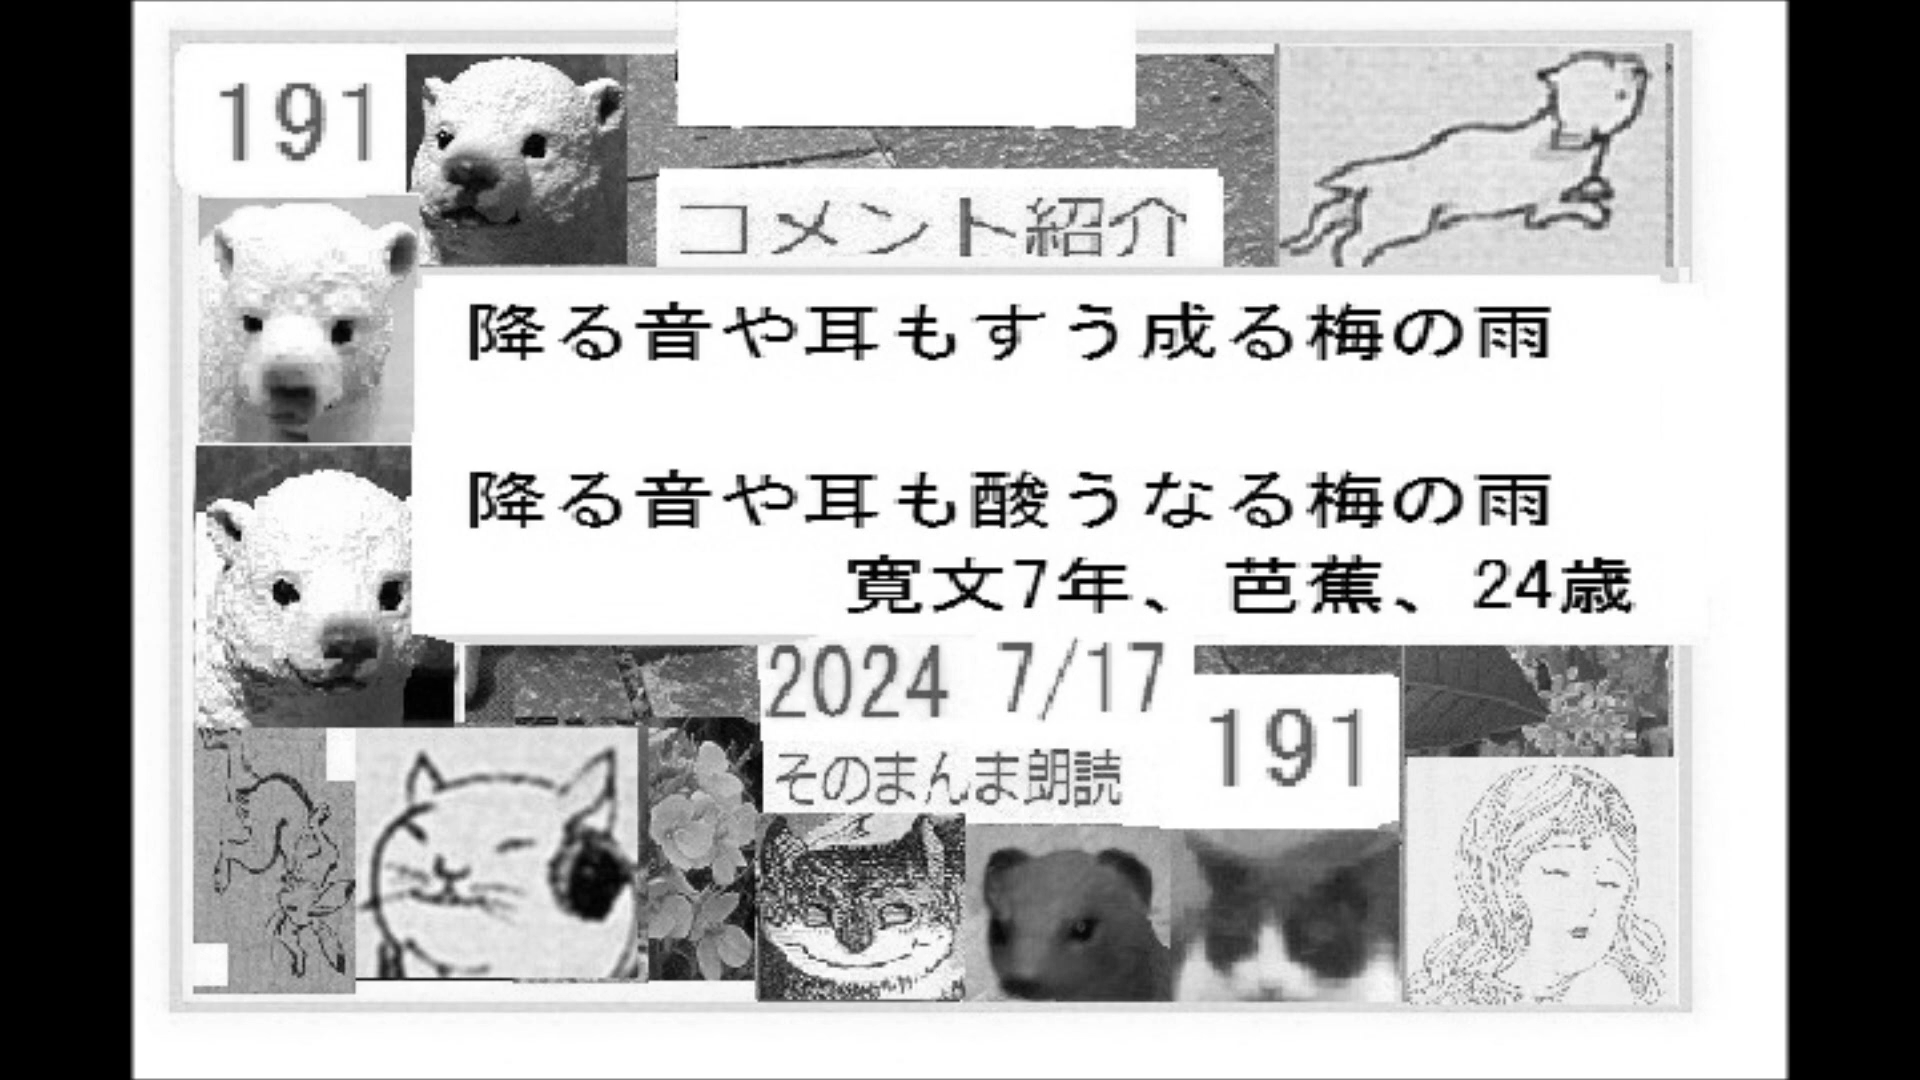 191
コメント紹介
降る音や耳もすう成る梅の雨
降る音や耳も酸うなる梅の雨
寛文7年、芭蕉、24歳
2024 7/17
191
そのまんま朗読